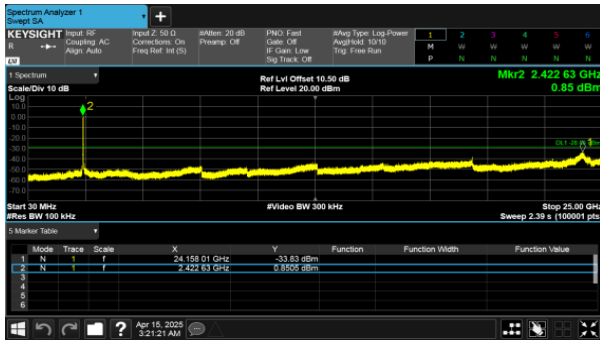 Spectrum Analyzer 1
Swept SA
+
KEYSIGHT Input: RF Input Z: 50 Ω #Atten: 20 dB PNO: Fast #Avg Type: Log-Power 1 2 3 4 5 6
R Coupling: AC Corrections: On Preamp: Off Gate: Off Avg|Hold: 10/10 M W W W W W
Align: Auto Freq Ref: Int (S) IF Gain: Low Trig: Free Run P N N N N N
Sig Track: Off
1 Spectrum Ref Lvl Offset 10.50 dB Mkr2 2.422 63 GHz
Scale/Div 10 dB Ref Level 20.00 dBm 0.85 dBm
Log
10.0 2
0.00
-10.0
-20.0 DL1
-30.0 1
-40.0
-50.0
-60.0
-70.0
Start 30 MHz #Video BW 300 kHz Stop 25.00 GHz
#Res BW 100 kHz Sweep 2.39 s (100001 pts)
5 Marker Table
Mode Trace Scale X Y Function Function Width Function Value
1 N 1 f 24.158 01 GHz -33.83 dBm
2 N 1 f 2.422 63 GHz 0.8505 dBm
3
4
5
6
? Apr 15, 2025
3:21:21 AM